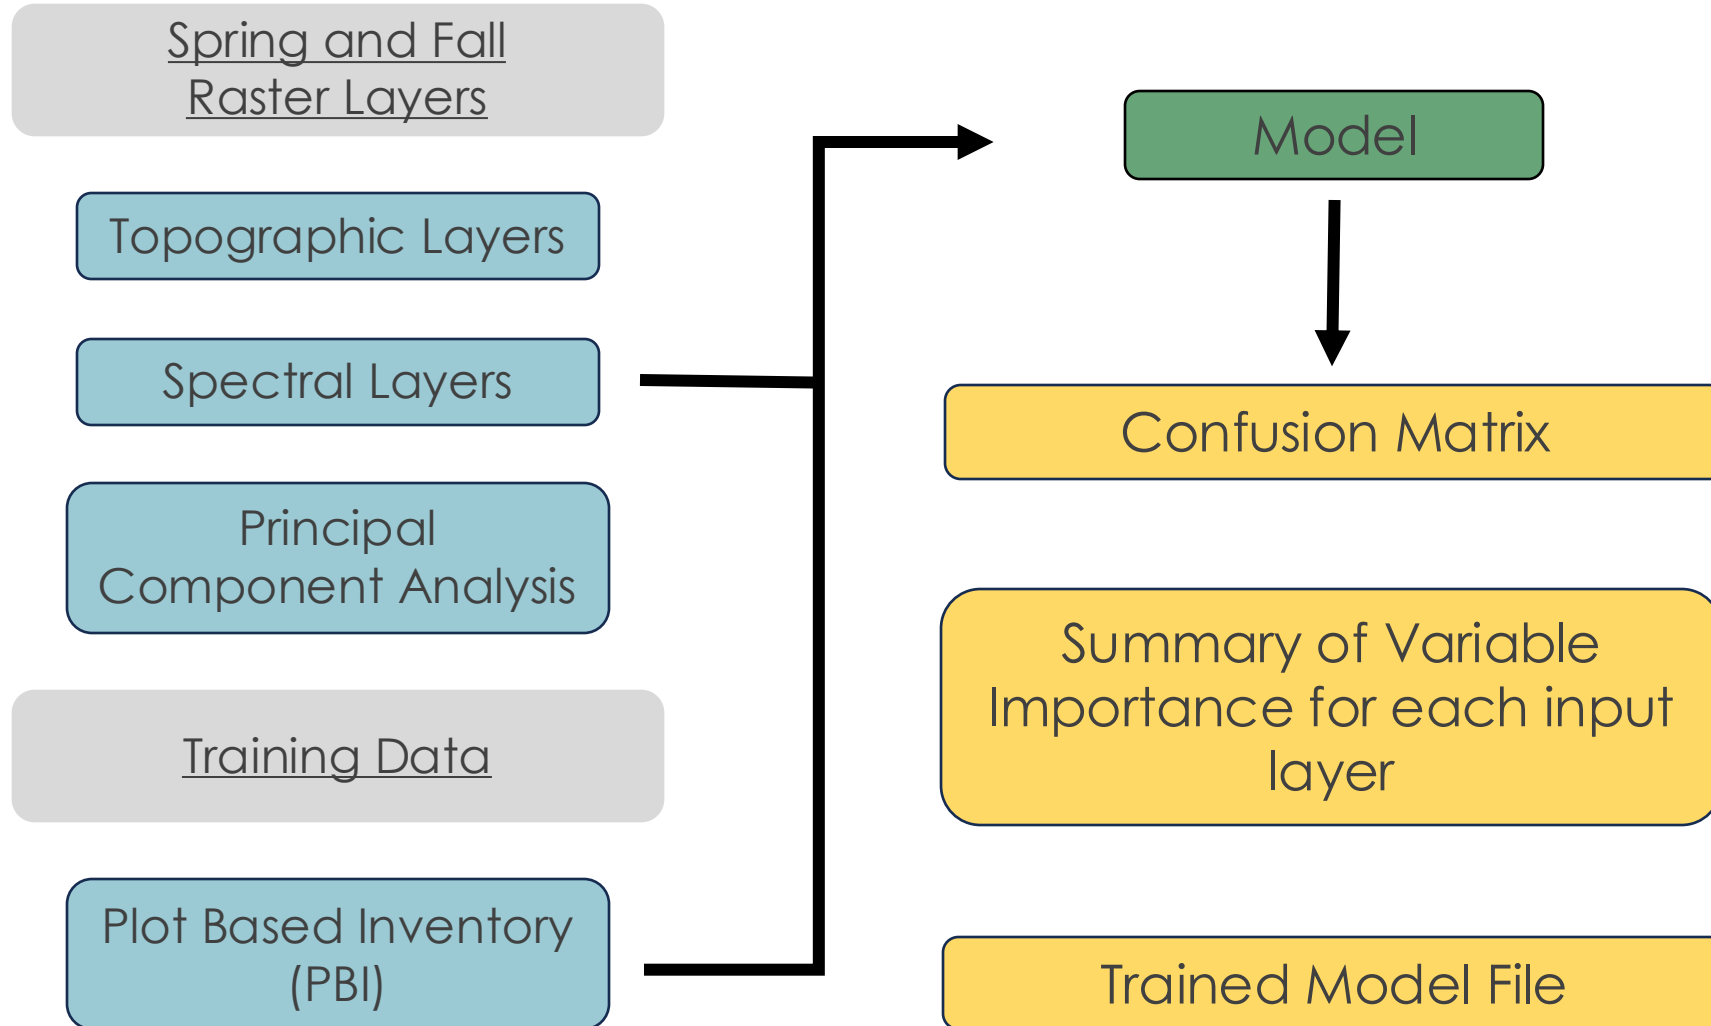 Spring and Fall
Raster Layers
Topographic Layers
Spectral Layers
Principal
Component Analysis
Training Data
Plot Based Inventory
(PBI)
Model
Confusion Matrix
Summary of Variable
Importance for each input
layer
Trained Model File